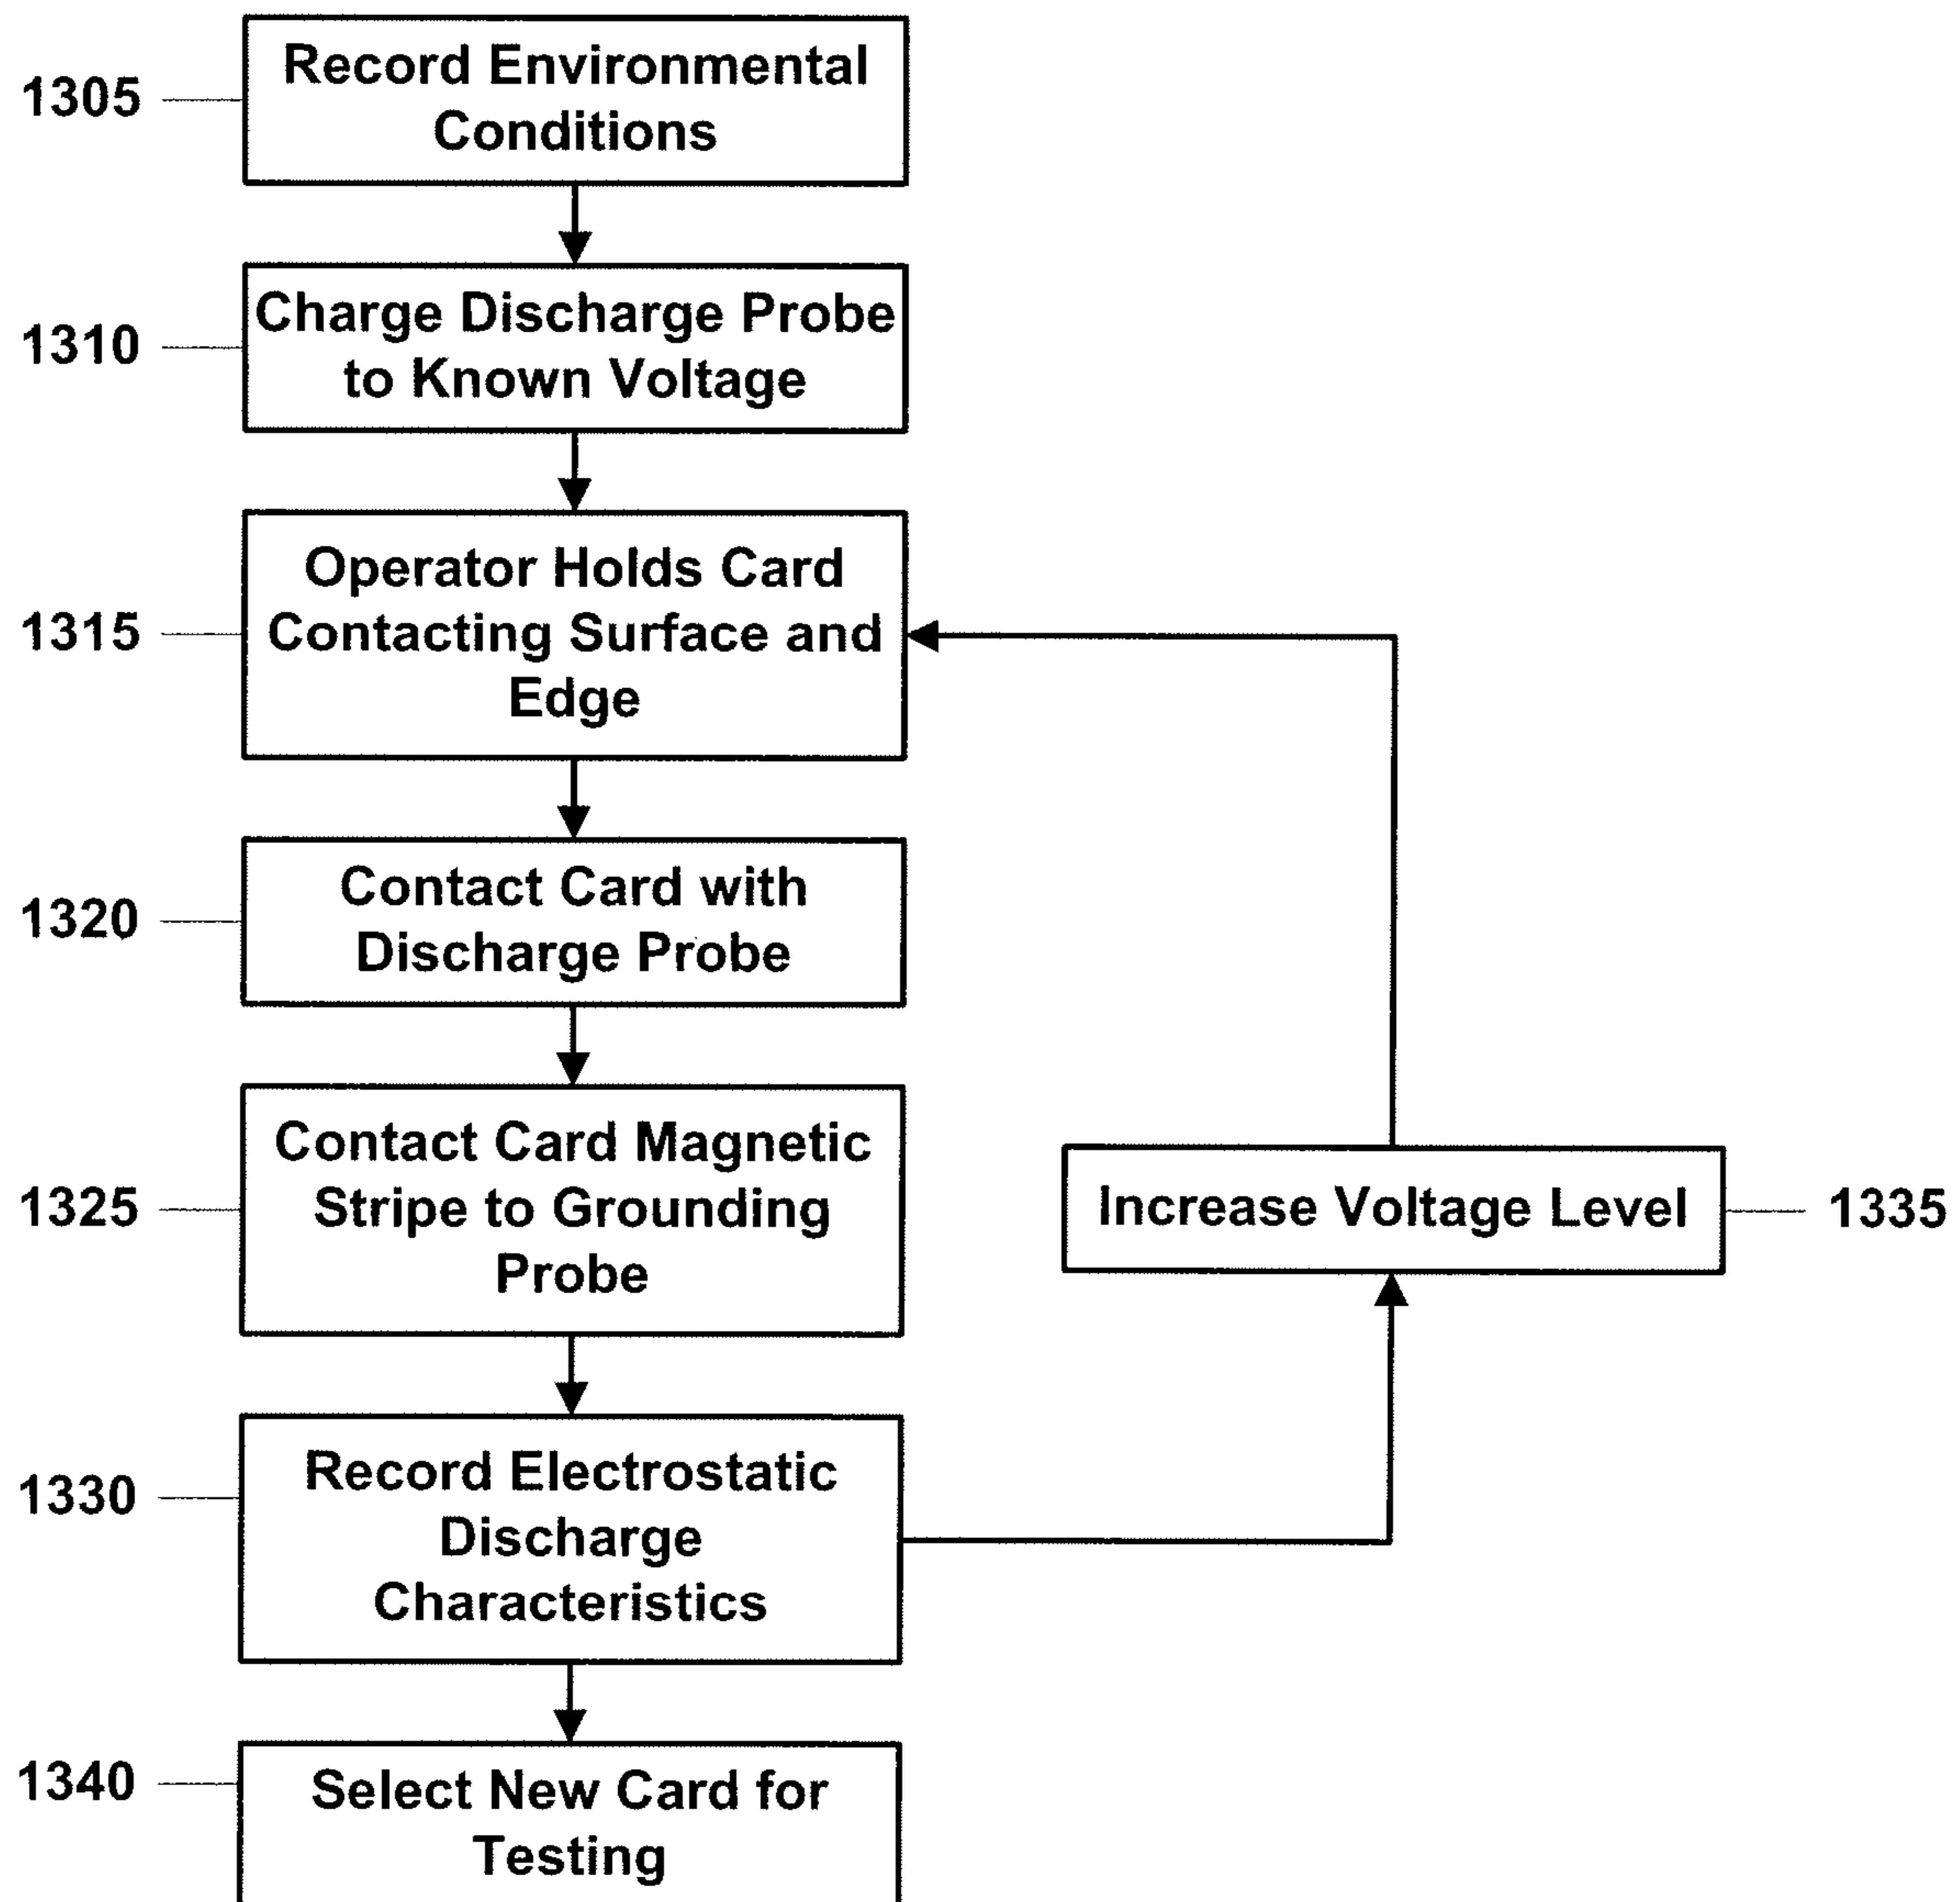 1305
Record Environmental
Conditions
1310
Charge Discharge Probe
to Known Voltage
1315
Operator Holds Card
Contacting Surface and
Edge
1320
Contact Card with
Discharge Probe
1325
Contact Card Magnetic
Stripe to Grounding
Probe
Increase Voltage Level
1335
1330
Record Electrostatic
Discharge
Characteristics
1340
Select New Card for
Testing